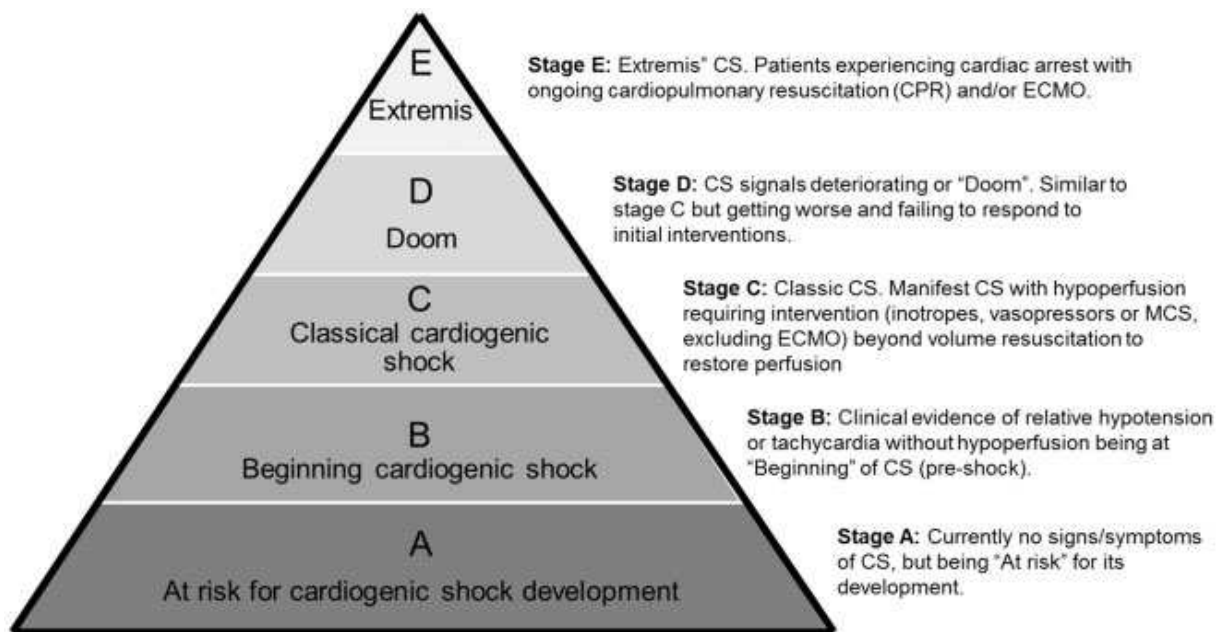 E
Extremis
Stage E: Extremis” CS. Patients experiencing cardiac arrest with
ongoing cardiopulmonary resuscitation (CPR) and/or ECMO.
D
Doom
Stage D: CS signals deteriorating or “Doom”. Similar to
stage C but getting worse and failing to respond to
initial interventions.
C
Classical cardiogenic
shock
Stage C: Classic CS. Manifest CS with hypoperfusion
requiring intervention (inotropes, vasopressors or MCS,
excluding ECMO) beyond volume resuscitation to
restore perfusion
B
Beginning cardiogenic shock
Stage B: Clinical evidence of relative hypotension
or tachycardia without hypoperfusion being at
“Beginning” of CS (pre-shock).
A
At risk for cardiogenic shock development
Stage A: Currently no signs/symptoms
of CS, but being “At risk” for its
development.